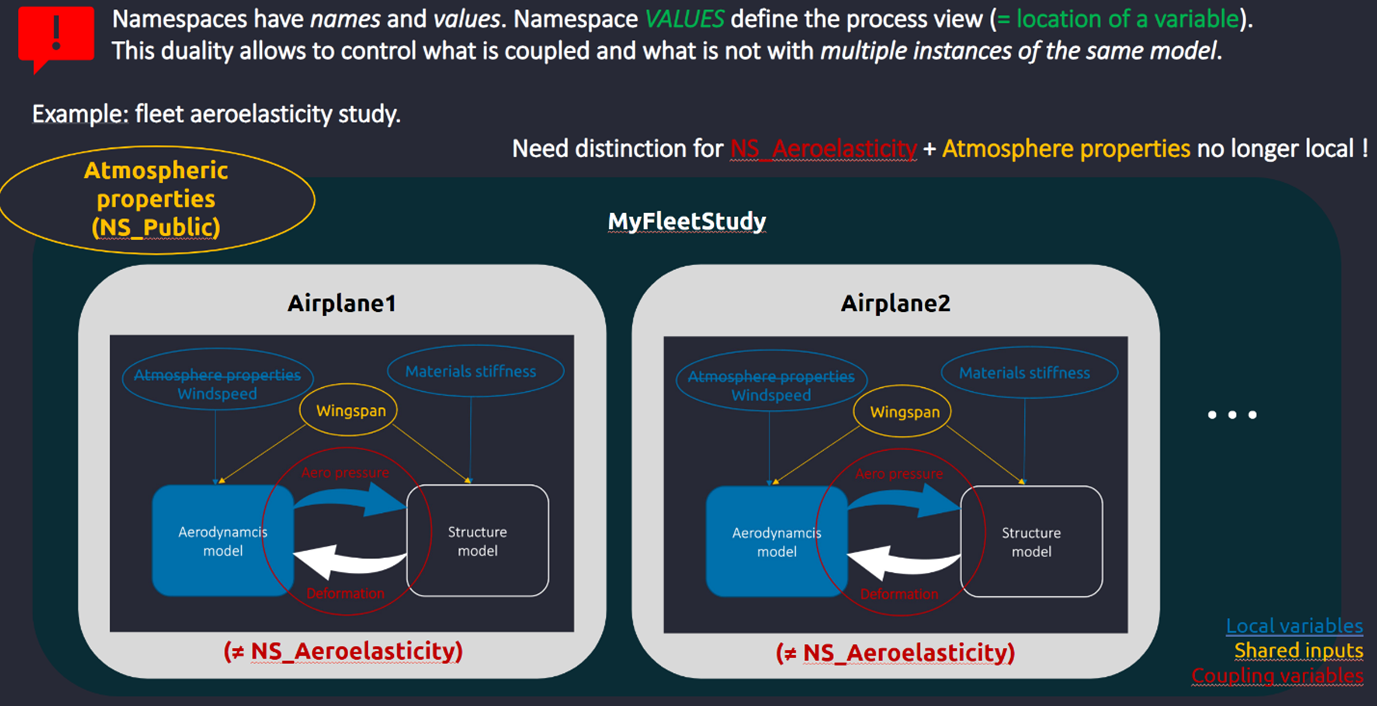 !
Namespaces have names and values. Namespace VALUES define the process view (= location of a variable).
This duality allows to control what is coupled and what is not with multiple instances of the same model.
Example: fleet aeroelasticity study.
Need distinction for NS_Aeroelasticity + Atmosphere properties no longer local !
Atmospheric
properties
(NS_Public)
MyFleetStudy
Airplane1
Atmosphere properties
Windspeed
Materials stiffness
Wingspan
Aero pressure
Aerodynamcis
model
Structure
model
Deformation
(≠ NS_Aeroelasticity)
Airplane2
Atmosphere properties
Windspeed
Materials stiffness
Wingspan
Aero pressure
Aerodynamcis
model
Structure
model
Deformation
(≠ NS_Aeroelasticity)
...
Local variables
Shared inputs
Coupling variables